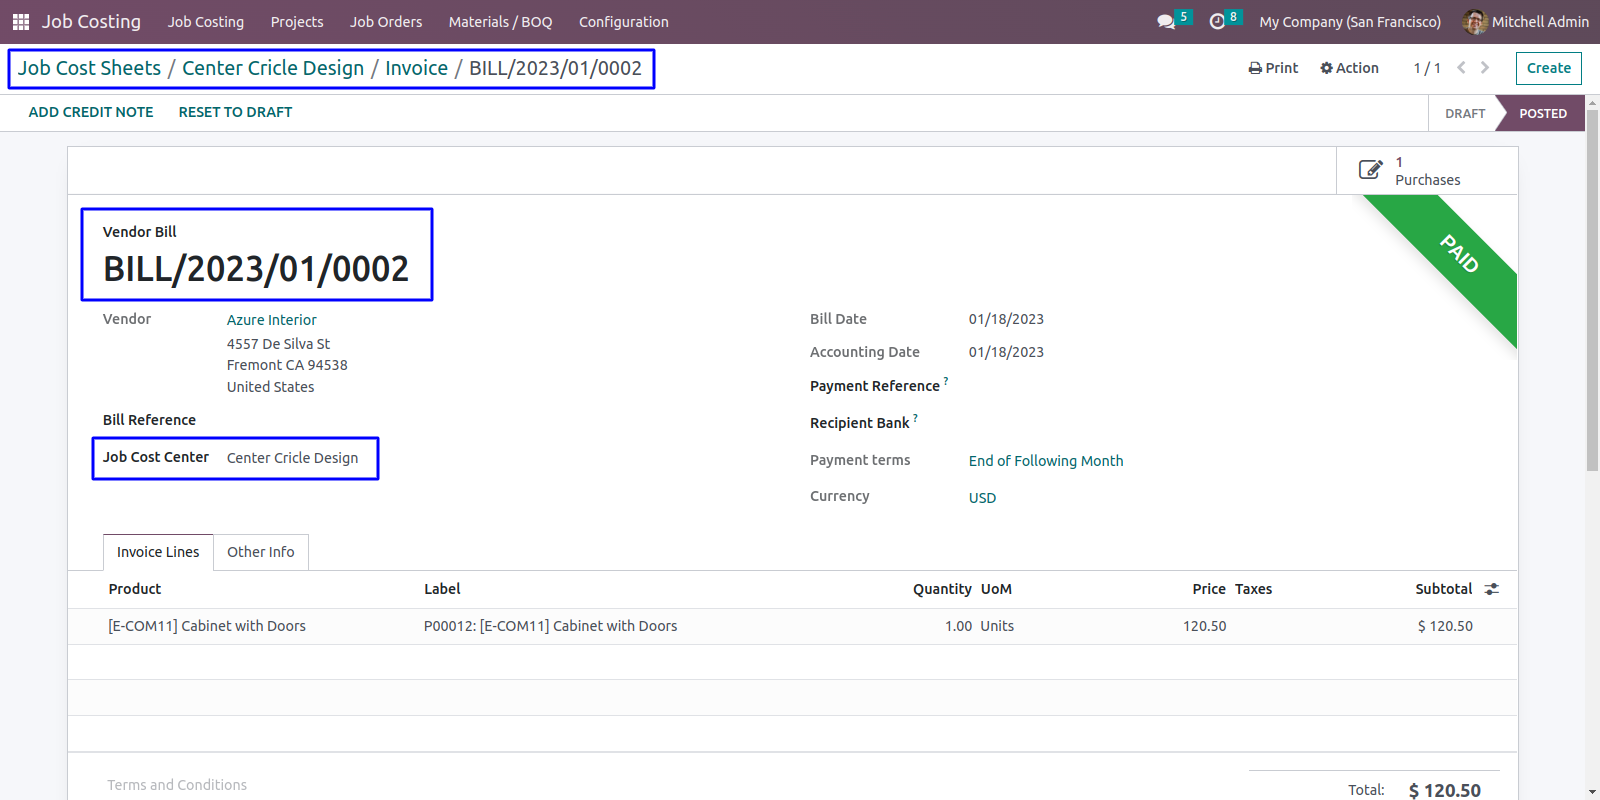 Job Costing Job Costing Projects Job Orders Materials / BOQ Configuration 5 8 My Company (San Francisco) Mitchell Admin
Job Cost Sheets / Center Cricle Design / Invoice / BILL/2023/01/0002 Print Action 1 / 1 Create
ADD CREDIT NOTE RESET TO DRAFT DRAFT POSTED
1
Purchases
PAID
Vendor Bill
BILL/2023/01/0002
Vendor Azure Interior
4557 De Silva St
Fremont CA 94538
United States
Bill Reference
Job Cost Center Center Cricle Design
Bill Date 01/18/2023
Accounting Date 01/18/2023
Payment Reference ?
Recipient Bank ?
Payment terms End of Following Month
Currency USD
Invoice Lines Other Info
Product Label Quantity UoM Price Taxes Subtotal
[E-COM11] Cabinet with Doors P00012: [E-COM11] Cabinet with Doors 1.00 Units 120.50 $ 120.50
Terms and Conditions
Total: $ 120.50